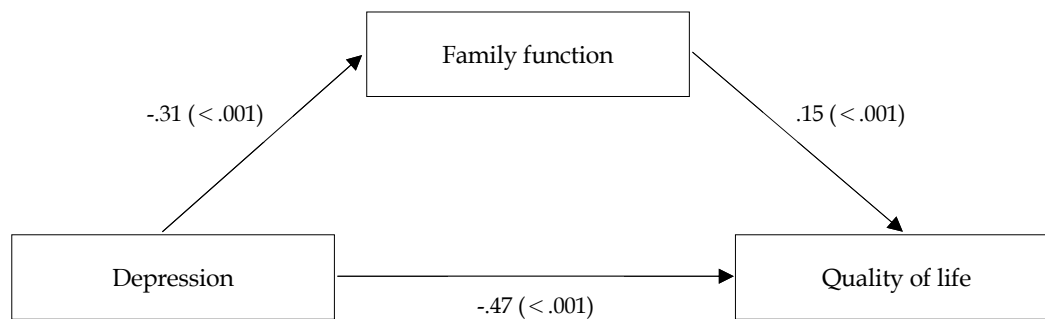 Family function
-.31 (<.001)
.15 (<.001)
Depression
Quality of life
-.47 (<.001)